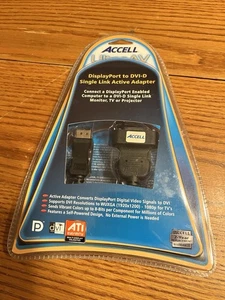 ACCELL
UltraAV
DisplayPort to DVI-D
Single Link Active Adapter
Connect a DisplayPort Enabled
Computer to a DVI-D Single Link
Monitor, TV or Projector
ACCELL
• Active Adapter Converts DisplayPort Digital Video Signals to DVI
• Supports DVI Resolutions to WUXGA (1920x1200) - 1080p for TV's
• Sends Vibrant Colors up to 8-Bits per Component for Millions of Colors
• Features a Self-Powered Design. No External Power is Needed
DVI
ATI